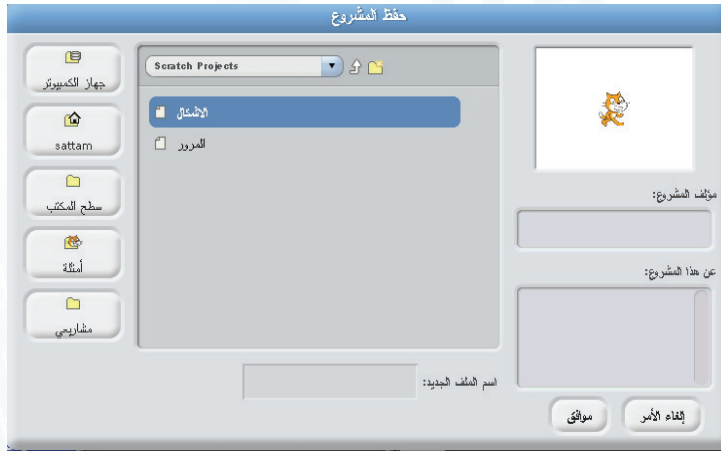 حفظ المشروع
جهاز الكمبيوتر
sattam
سطح المكتب
أمثلة
مشاريعي
Scratch Projects
المرور
مؤلف المشروع:
عن هذا المشروع:
اسم الملف الجديد:
موافق
إلغاء الأمر